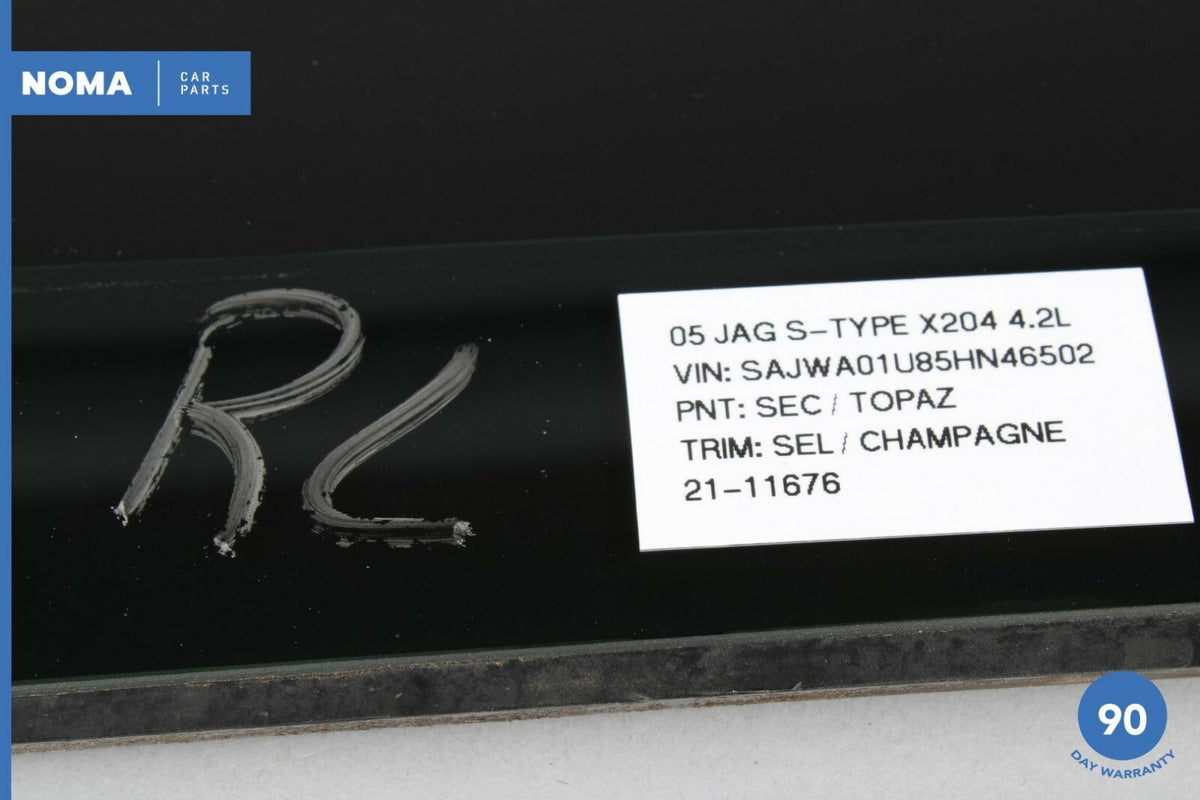 NOMA
CAR
PARTS
RL
05 JAG S-TYPE X204 4.2L
VIN: SAJWA01U85HN46502
PNT: SEC / TOPAZ
TRIM: SEL / CHAMPAGNE
21-11676
90
DAY WARRANTY